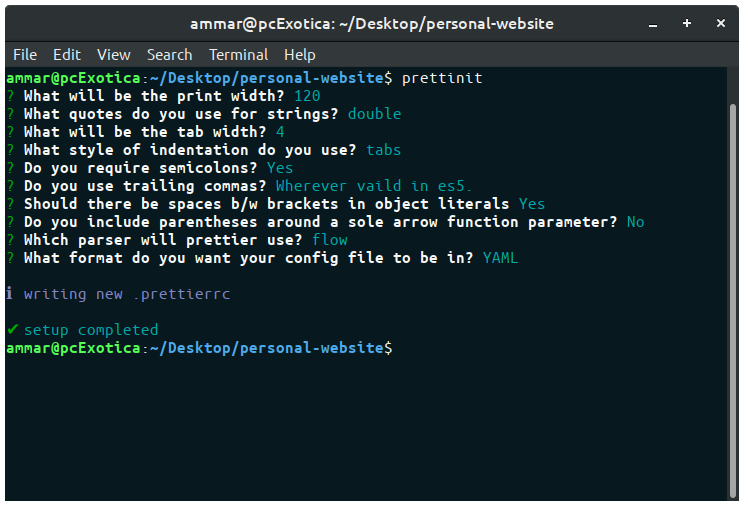 ammar@pcExotica: ~/Desktop/personal-website
File Edit View Search Terminal Help
ammar@pcExotica:~/Desktop/personal-website$ prettinit
? What will be the print width? 120
? What quotes do you use for strings? double
? What will be the tab width? 4
? What style of indentation do you use? tabs
? Do you require semicolons? Yes
? Do you use trailing commas? Wherever vaild in es5.
? Should there be spaces b/w brackets in object literals Yes
? Do you include parentheses around a sole arrow function parameter? No
? Which parser will prettier use? flow
? What format do you want your config file to be in? YAML
ℹ writing new .prettierrc
✔ setup completed
ammar@pcExotica:~/Desktop/personal-website$